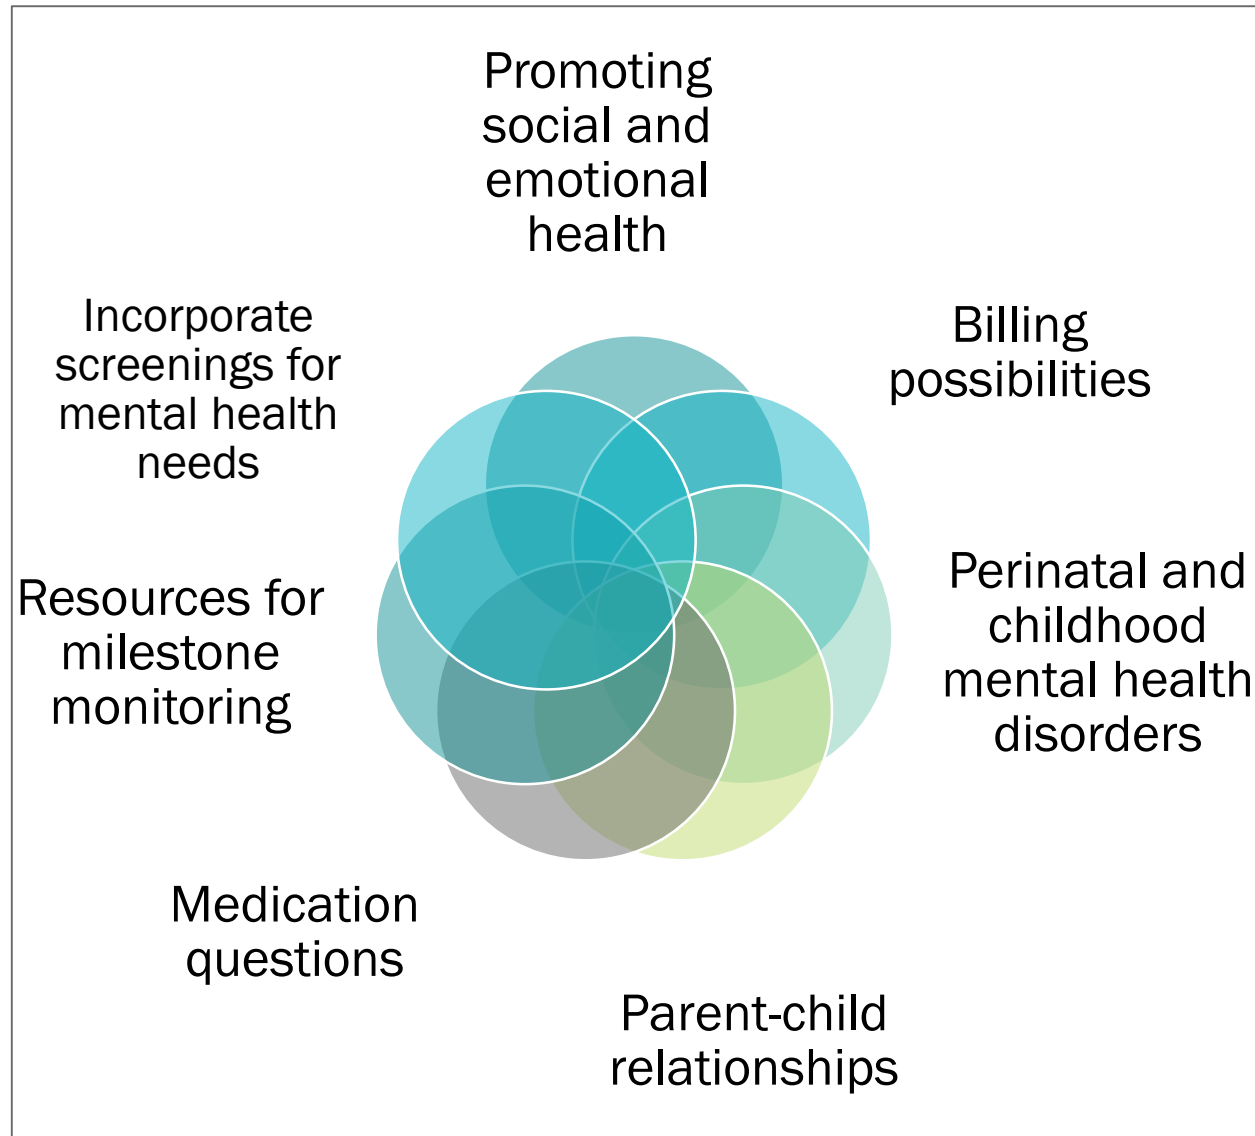 Promoting
social and
emotional
health
Incorporate
screenings for
mental health
needs
Billing
possibilities
Resources for
milestone
monitoring
Perinatal and
childhood
mental health
disorders
Medication
questions
Parent-child
relationships